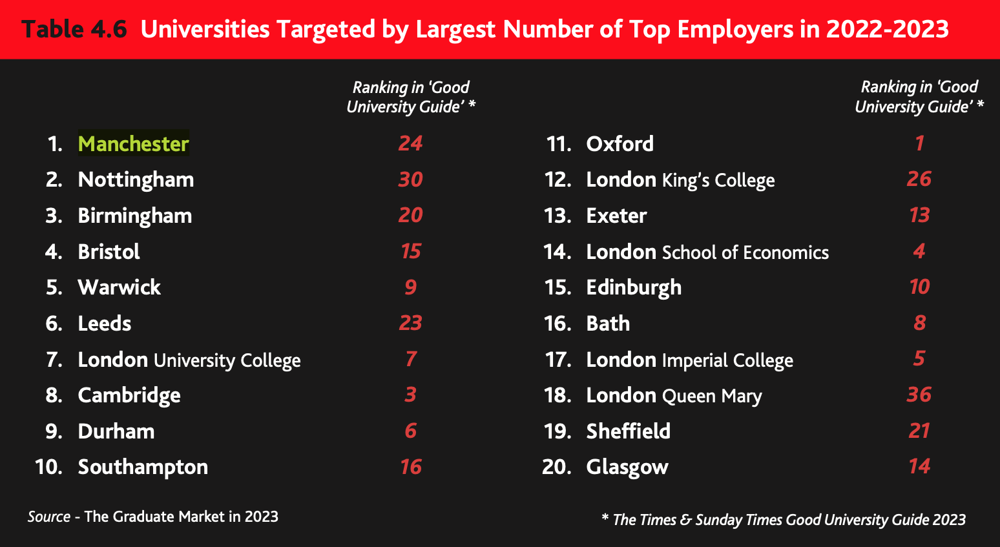 Table 4.6 Universities Targeted by Largest Number of Top Employers in 2022-2023
Ranking in ‘Good
University Guide’ *
1. Manchester 24
2. Nottingham 30
3. Birmingham 20
4. Bristol 15
5. Warwick 9
6. Leeds 23
7. London University College 7
8. Cambridge 3
9. Durham 6
10. Southampton 16
Ranking in ‘Good
University Guide’ *
11. Oxford 1
12. London King’s College 26
13. Exeter 13
14. London School of Economics 4
15. Edinburgh 10
16. Bath 8
17. London Imperial College 5
18. London Queen Mary 36
19. Sheffield 21
20. Glasgow 14
Source - The Graduate Market in 2023
* The Times & Sunday Times Good University Guide 2023